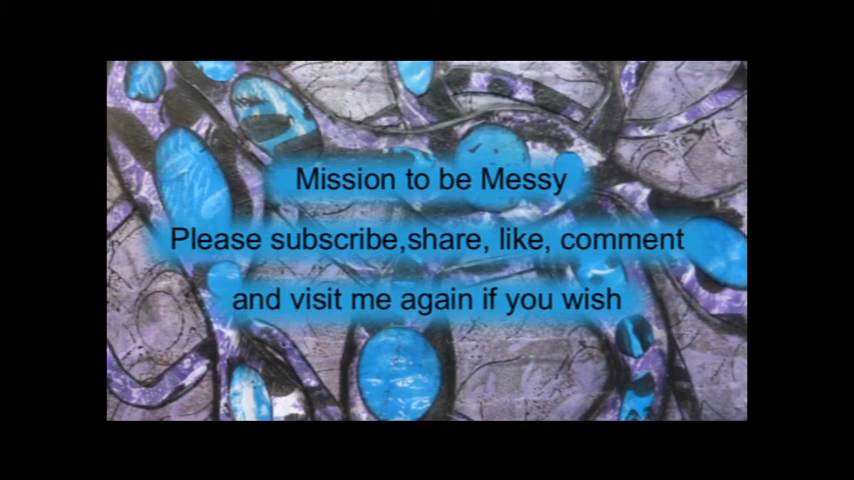 Mission to be Messy
Please subscribe,share, like, comment
and visit me again if you wish